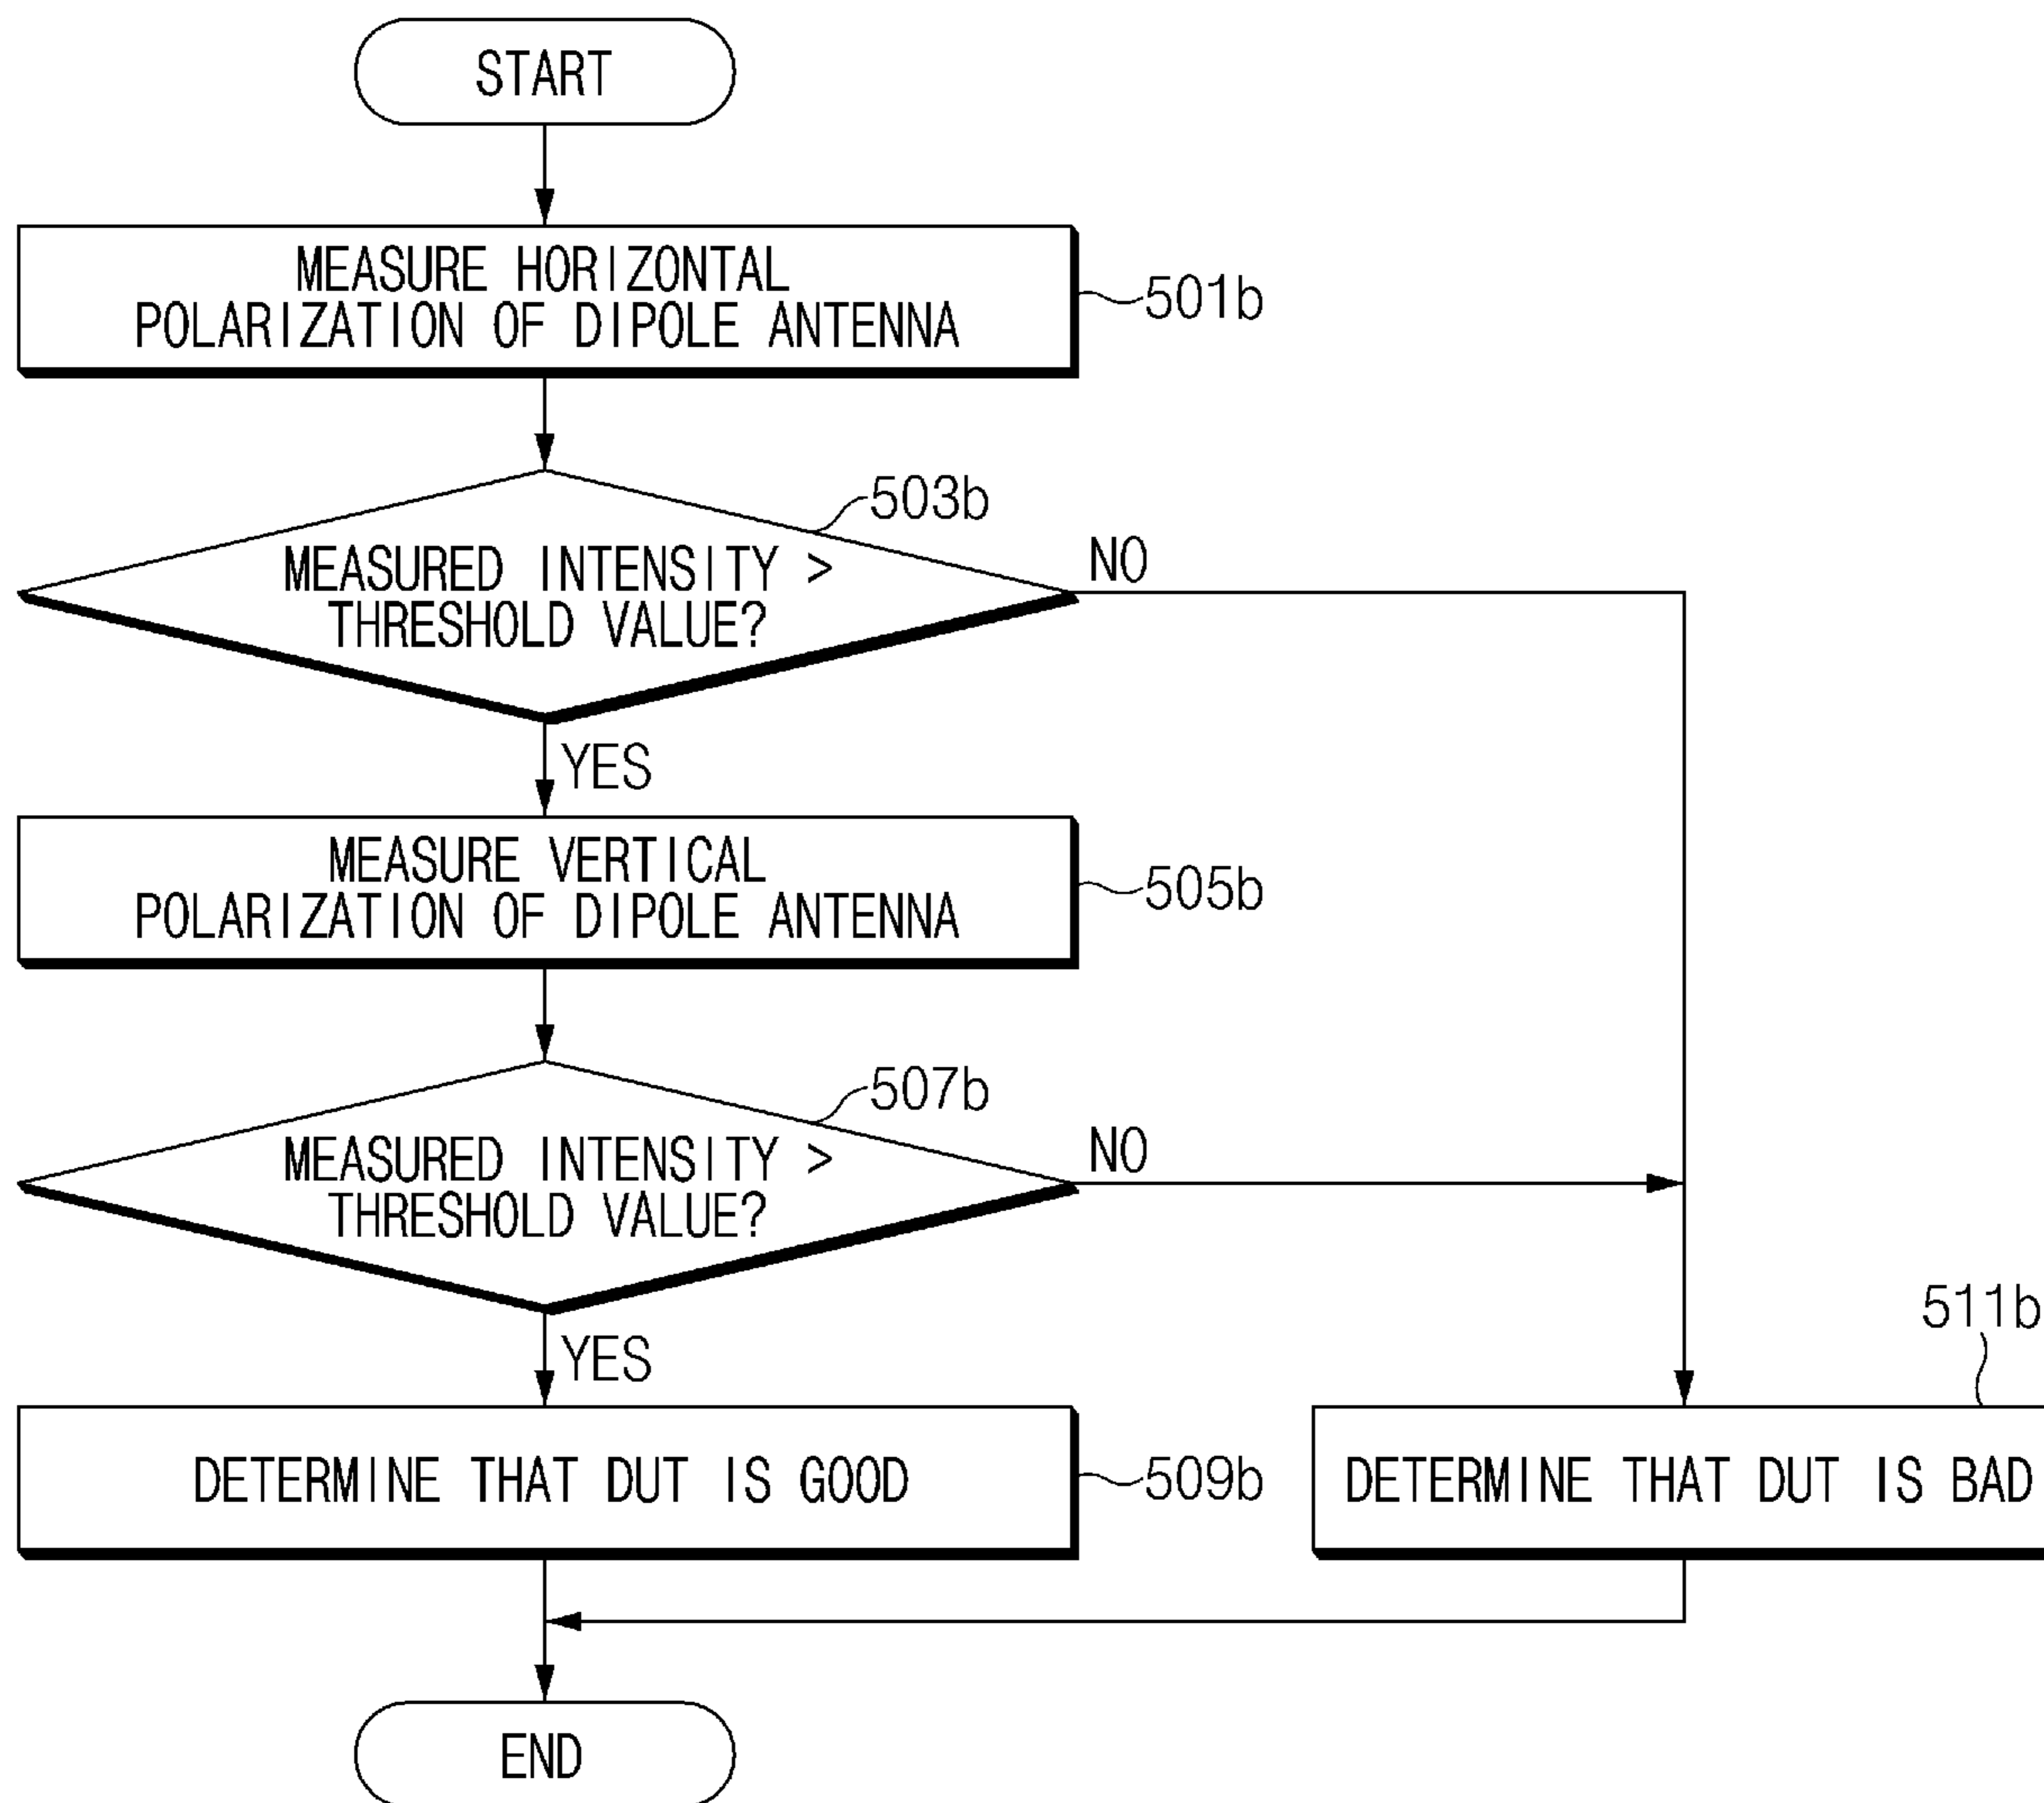 START
MEASURE HORIZONTAL
POLARIZATION OF DIPOLE ANTENNA
501b
503b
MEASURED INTENSITY >
THRESHOLD VALUE?
NO
YES
MEASURE VERTICAL
POLARIZATION OF DIPOLE ANTENNA
505b
507b
MEASURED INTENSITY >
THRESHOLD VALUE?
NO
YES
511b
DETERMINE THAT DUT IS GOOD
509b
DETERMINE THAT DUT IS BAD
END